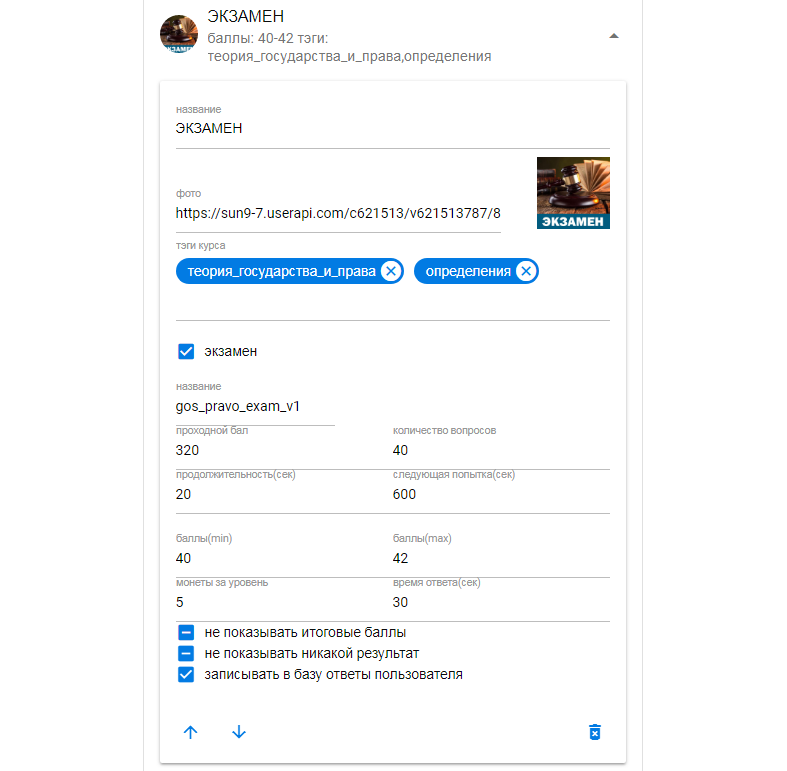 ЭКЗАМЕН
баллы: 40-42 тэги:
теория_государства_и_права,определения
название
ЭКЗАМЕН
фото
https://sun9-7.userapi.com/c621513/v621513787/8
ЭКЗАМЕН
тэги курса
теория_государства_и_права определения
экзамен
название
gos_pravo_exam_v1
проходной бал количество вопросов
320 40
продолжительность(сек) следующая попытка(сек)
20 600
баллы(min) баллы(max)
40 42
монеты за уровень время ответа(сек)
5 30
не показывать итоговые баллы
не показывать никакой результат
записывать в базу ответы пользователя